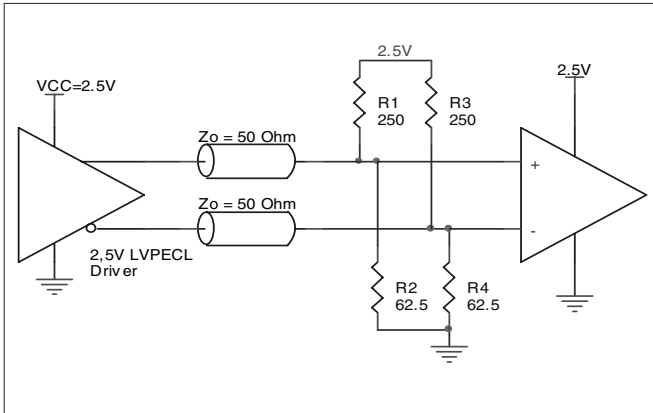 2.5V
VCC=2.5V
2.5V
R1
250
R3
250
Zo = 50 Ohm
+
Zo = 50 Ohm
-
2,5V LVPECL
Driver
R2
62.5
R4
62.5